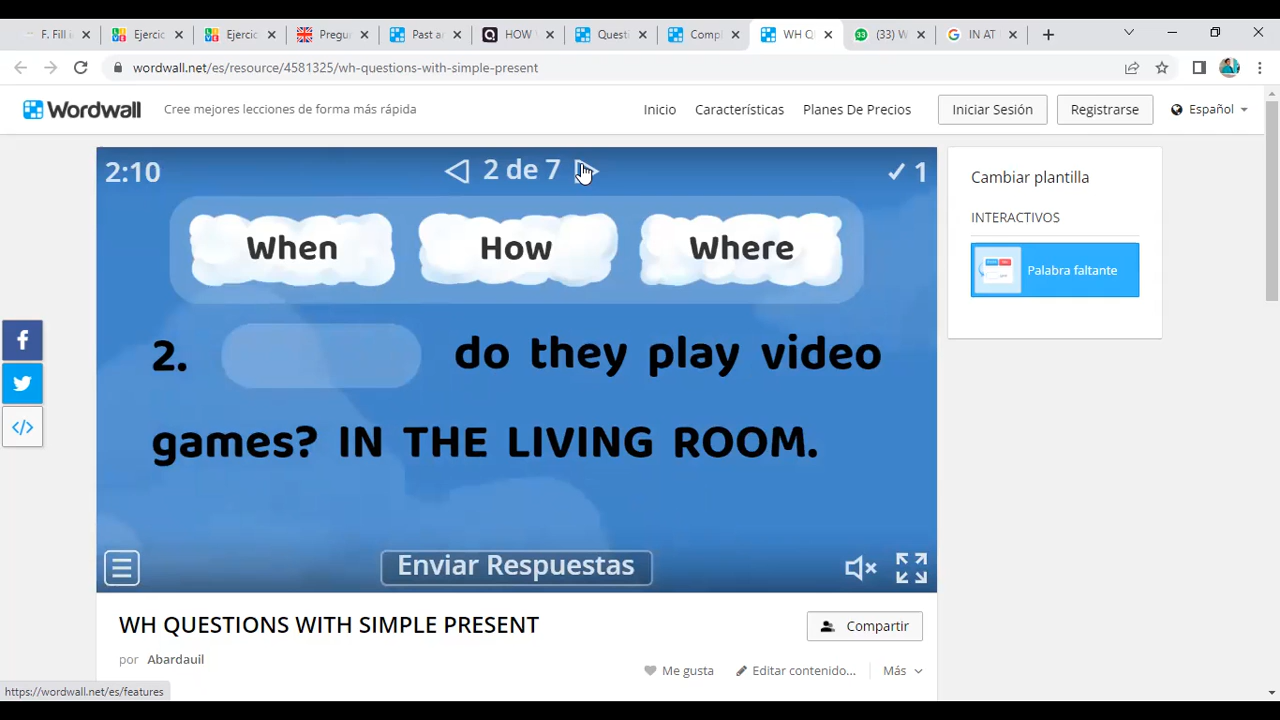 F. Fill i
Ejercic
Ejercic
Pregu
Past a
HOW
Quest
Compl
WH Q
(33) W
IN AT
wordwall.net/es/resource/4581325/wh-questions-with-simple-present
Wordwall
Cree mejores lecciones de forma más rápida
Inicio
Características
Planes De Precios
Iniciar Sesión
Registrarse
Español
2:10
2 de 7
✓ 1
When
How
Where
2. do they play video
games? IN THE LIVING ROOM.
Enviar Respuestas
Cambiar plantilla
INTERACTIVOS
Palabra faltante
WH QUESTIONS WITH SIMPLE PRESENT
Compartir
por Abardauil
Me gusta
Editar contenido...
Más
https://wordwall.net/es/features